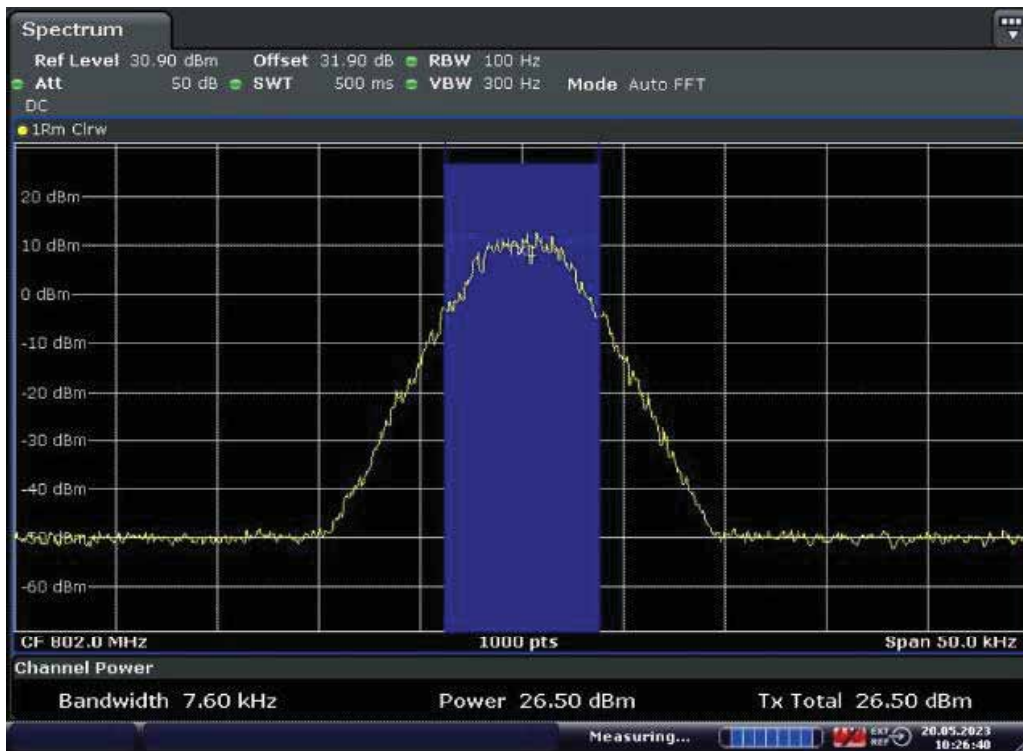 Spectrum
Ref Level 30.90 dBm Offset 31.90 dB RBW 100 Hz
Att 50 dB SWT 500 ms VBW 300 Hz Mode Auto FFT
DC
1Rm Clrw
20 dBm
10 dBm
0 dBm
-10 dBm
-20 dBm
-30 dBm
-40 dBm
-50 dBm
-60 dBm
CF 802.0 MHz 1000 pts Span 50.0 kHz
Channel Power
Bandwidth 7.60 kHz Power 26.50 dBm Tx Total 26.50 dBm
Measuring... EXT REF 20.05.2023
10:26:40